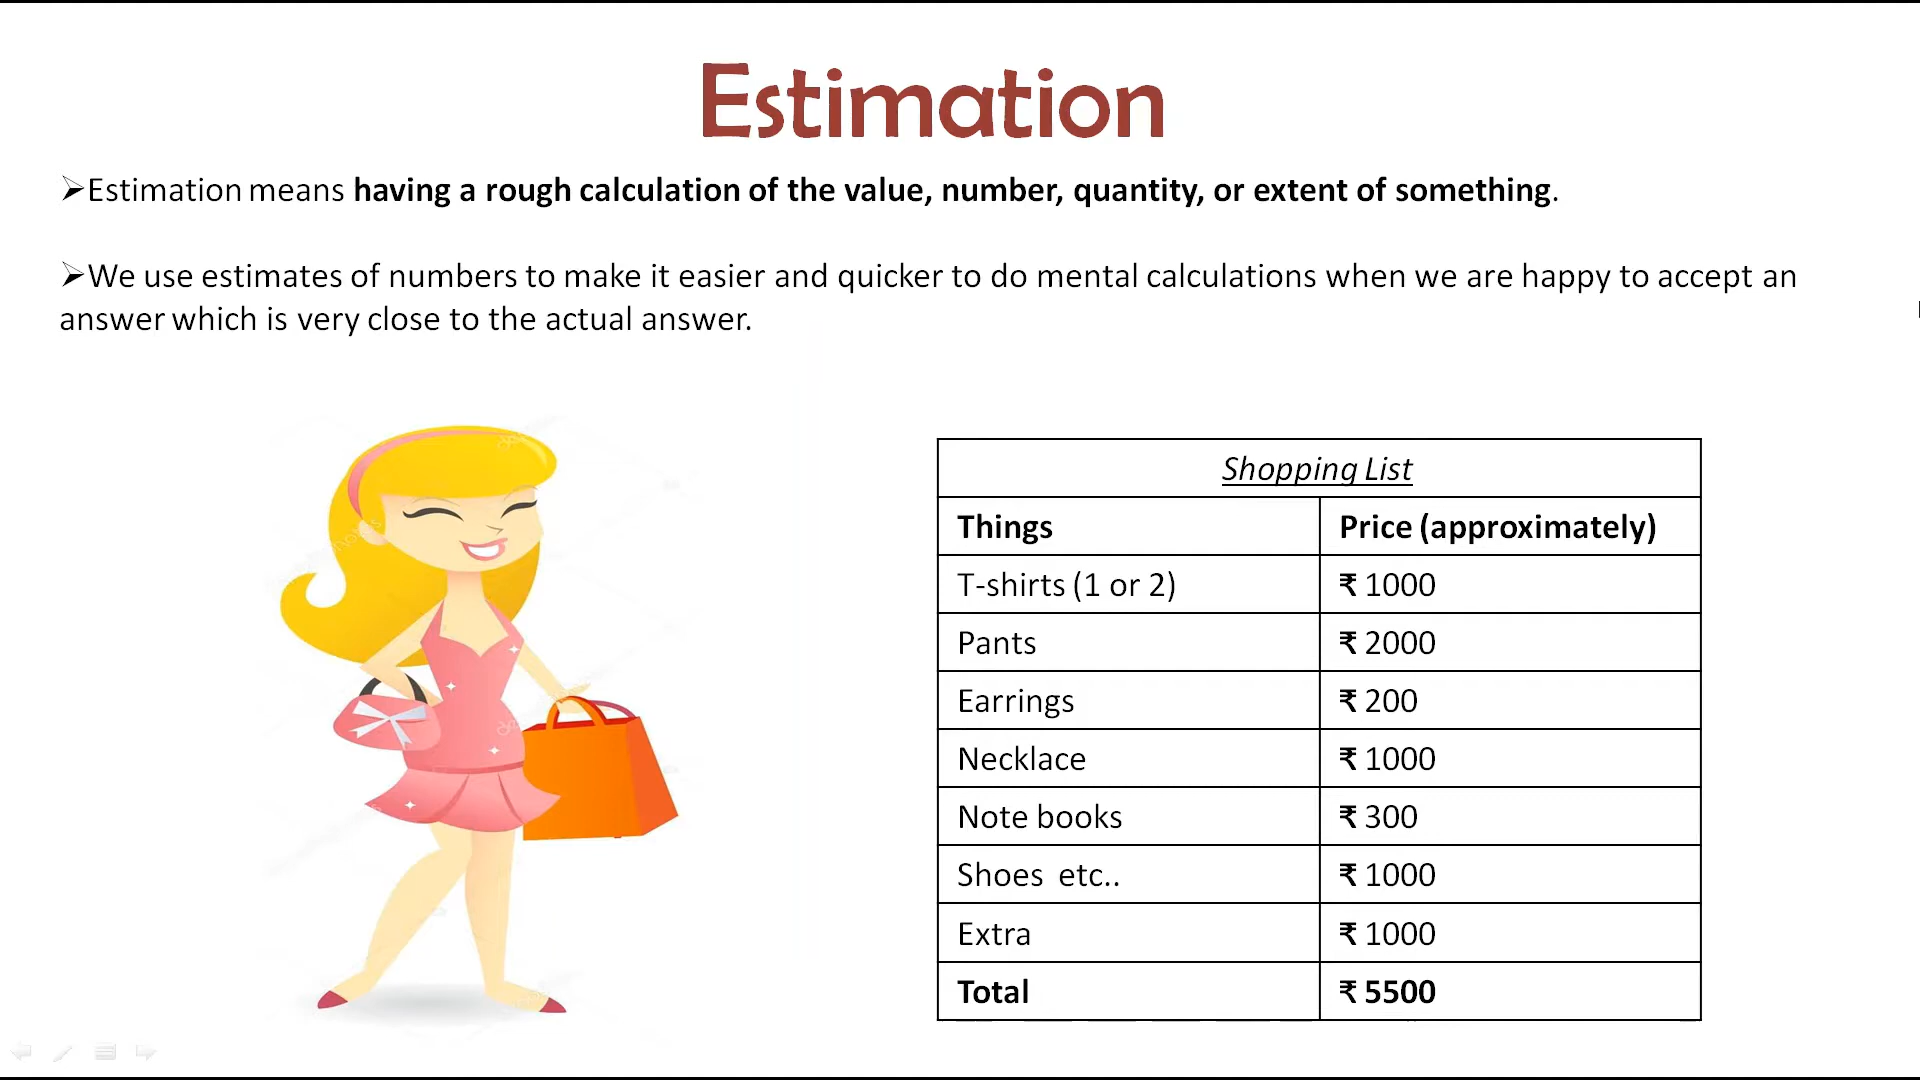 Estimation
➢Estimation means having a rough calculation of the value, number, quantity, or extent of something.
➢We use estimates of numbers to make it easier and quicker to do mental calculations when we are happy to accept an
answer which is very close to the actual answer.
Shopping List
Things Price (approximately)
T-shirts (1 or 2) ₹ 1000
Pants ₹ 2000
Earrings ₹ 200
Necklace ₹ 1000
Note books ₹ 300
Shoes etc.. ₹ 1000
Extra ₹ 1000
Total ₹ 5500